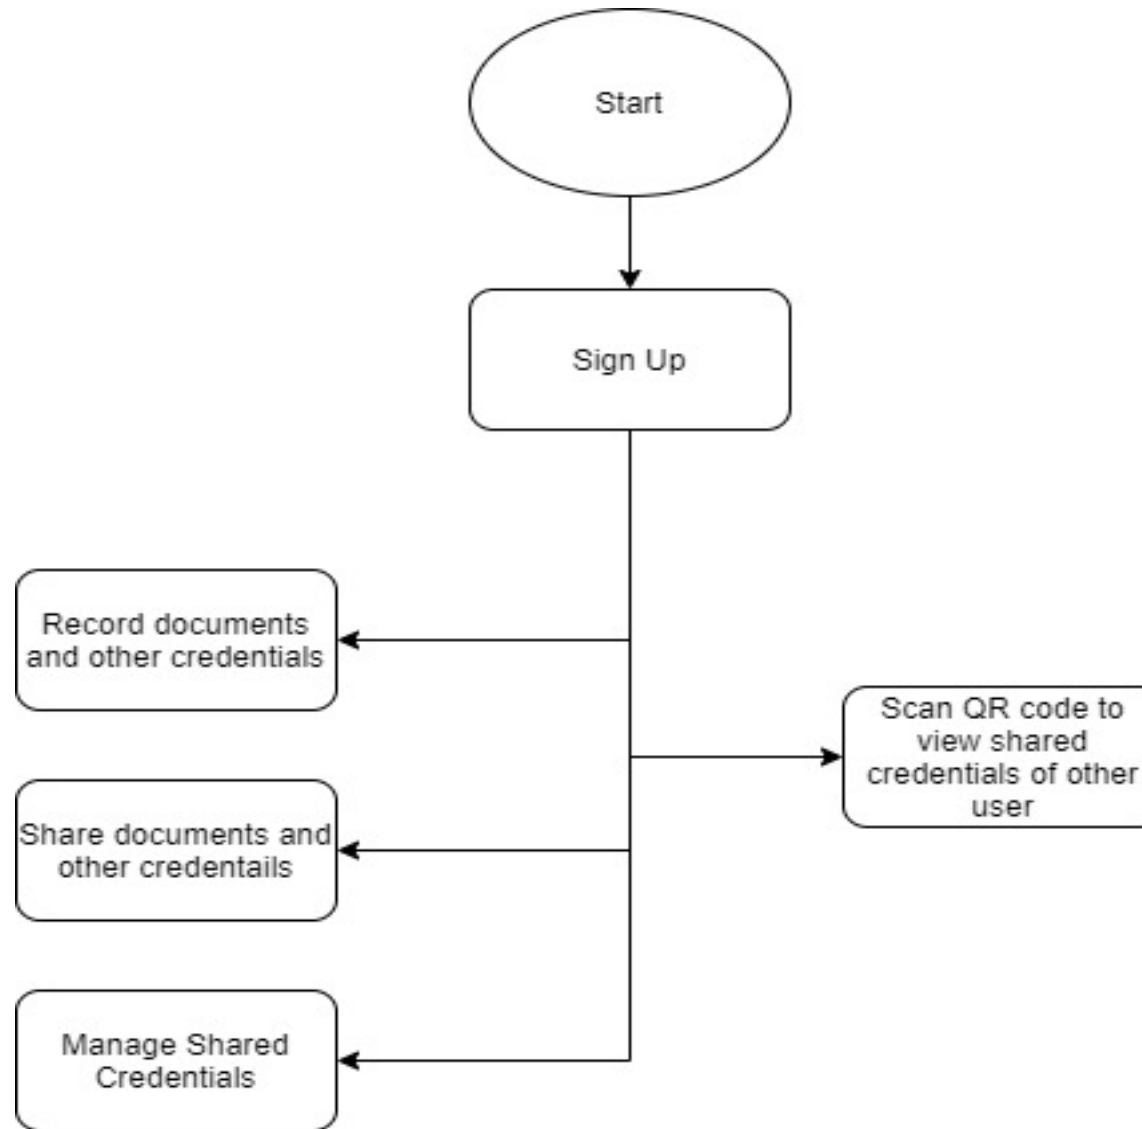 Start
Sign Up
Record documents
and other credentials
Scan QR code to
view shared
credentials of other
user
Share documents and
other credentails
Manage Shared
Credentials